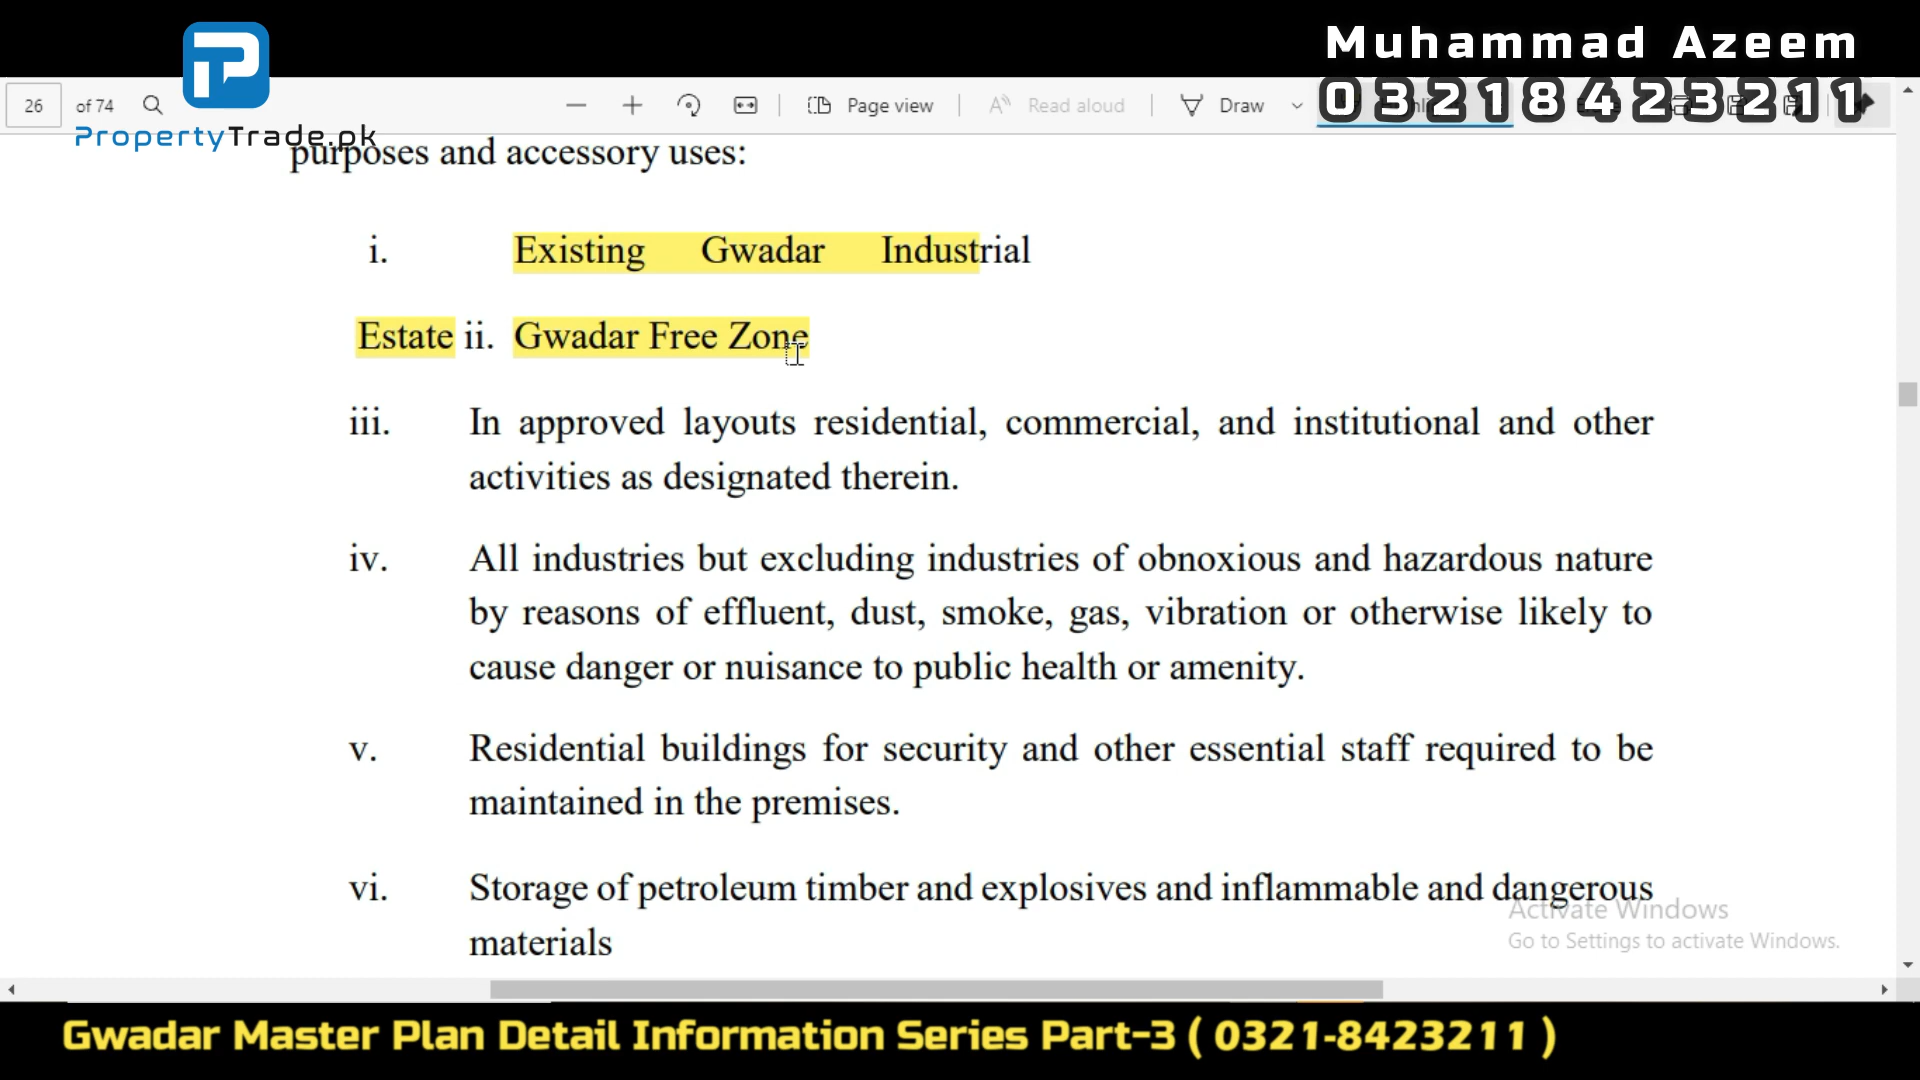 Muhammad Azeem
03218423211
26 of 74 Page view Read aloud Draw
PropertyTrade.pk
purposes and accessory uses:
i. Existing Gwadar Industrial
Estate ii. Gwadar Free Zone
iii. In approved layouts residential, commercial, and institutional and other
activities as designated therein.
iv. All industries but excluding industries of obnoxious and hazardous nature
by reasons of effluent, dust, smoke, gas, vibration or otherwise likely to
cause danger or nuisance to public health or amenity.
v. Residential buildings for security and other essential staff required to be
maintained in the premises.
vi. Storage of petroleum timber and explosives and inflammable and dangerous
materials
Activate Windows
Go to Settings to activate Windows.
Gwadar Master Plan Detail Information Series Part-3 ( 0321-8423211 )